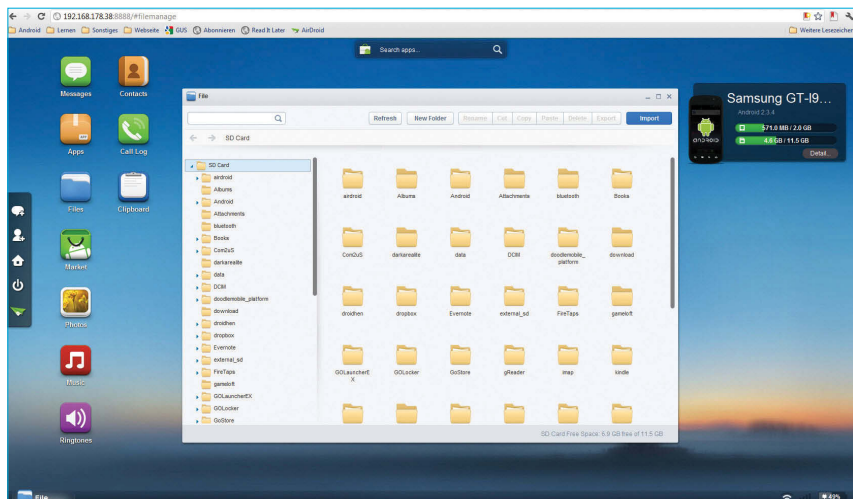 192.168.178.38:8888/#filemanage
Android Lernen Sonstiges Webseite GUS Abonnieren Read It Later AirDroid Weitere Lesezeichen
Search apps...
Messages Contacts
Apps Call Log
Files Clipboard
Market
Photos
Music
Ringtones
File
Refresh New Folder Rename Cut Copy Paste Delete Export Import
SD Card
SD Card
airdroid
Albums
Android
Attachments
bluetooth
Books
Com2uS
darkarealite
data
DCIM
doodlemobile_platform
download
droidhen
dropbox
Evernote
external_sd
FireTaps
gameloft
GOLauncherEX
GOLocker
GoStore
airdroid Albums Android Attachments bluetooth Books
Com2uS darkarealite data DCIM doodlemobile_ download
platform
droidhen dropbox Evernote external_sd FireTaps gameloft
GOLauncherE GOLocker GoStore gReader imap kindle
X
SD Card Free Space: 6.9 GB free of 11.5 GB
Samsung GT-I9...
Android 2.3.4
571.0 MB / 2.0 GB
4.6 GB / 11.5 GB
Detail...
android
File
49%